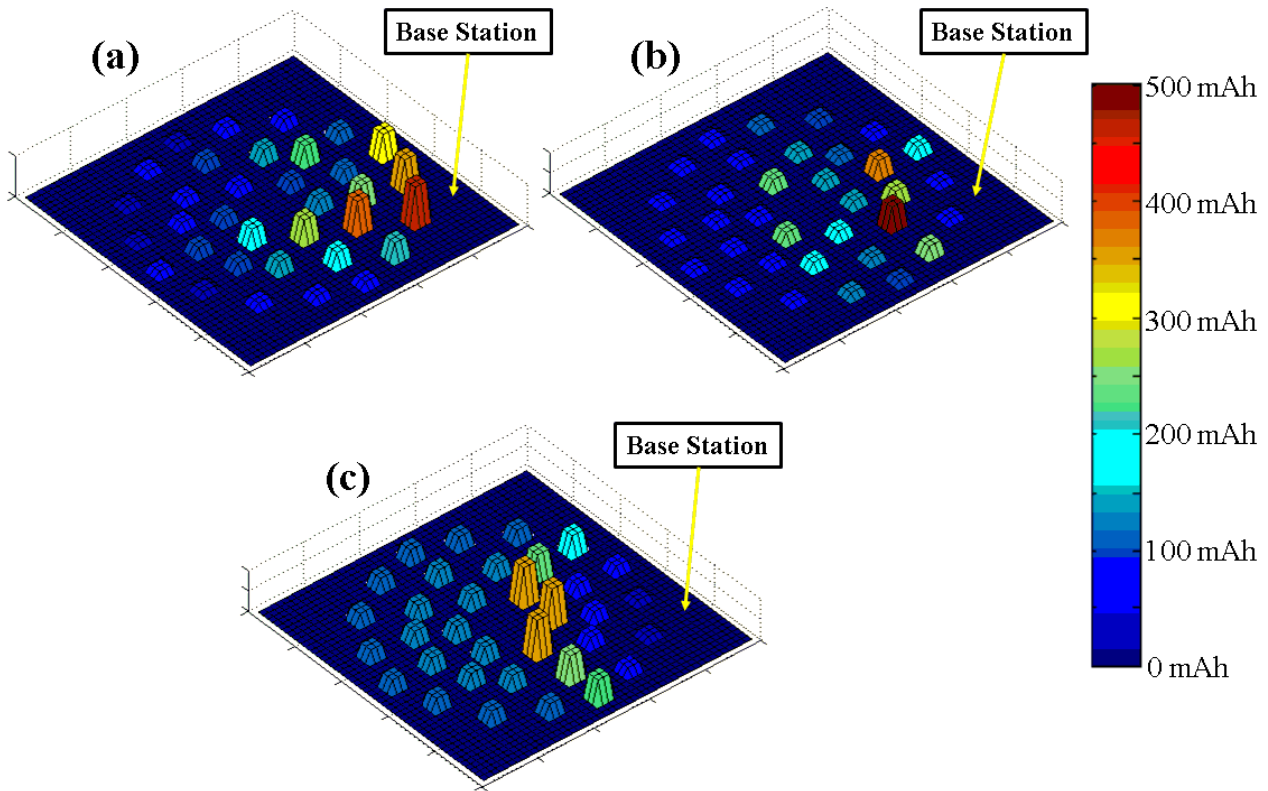 (a)
Base Station
(b)
Base Station
500 mAh
400 mAh
300 mAh
200 mAh
100 mAh
0 mAh
(c)
Base Station